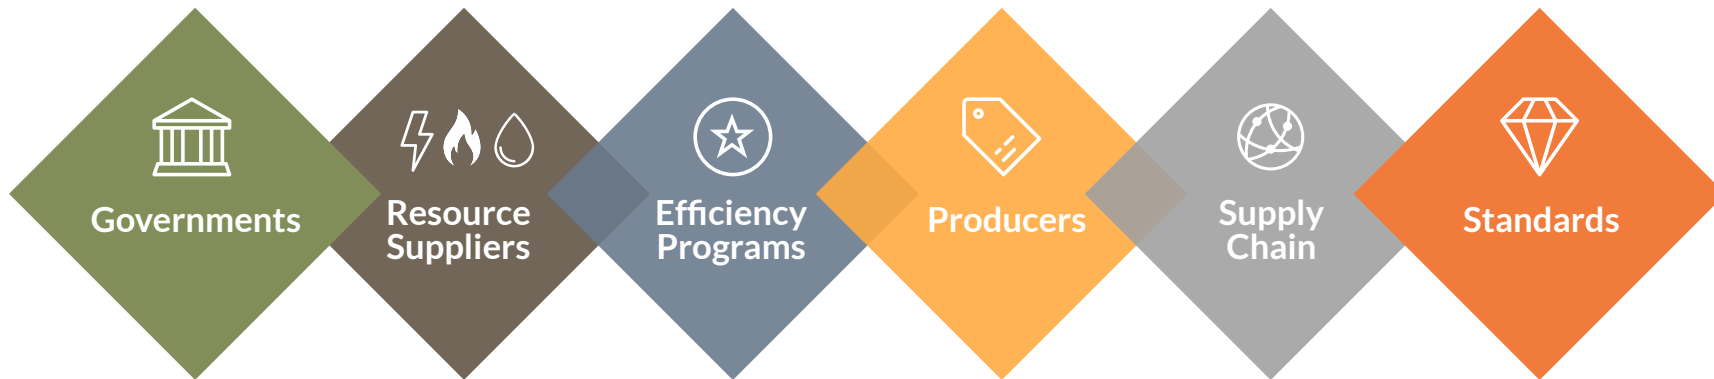 Governments
Resource
Suppliers
Efficiency
Programs
Producers
Supply
Chain
Standards